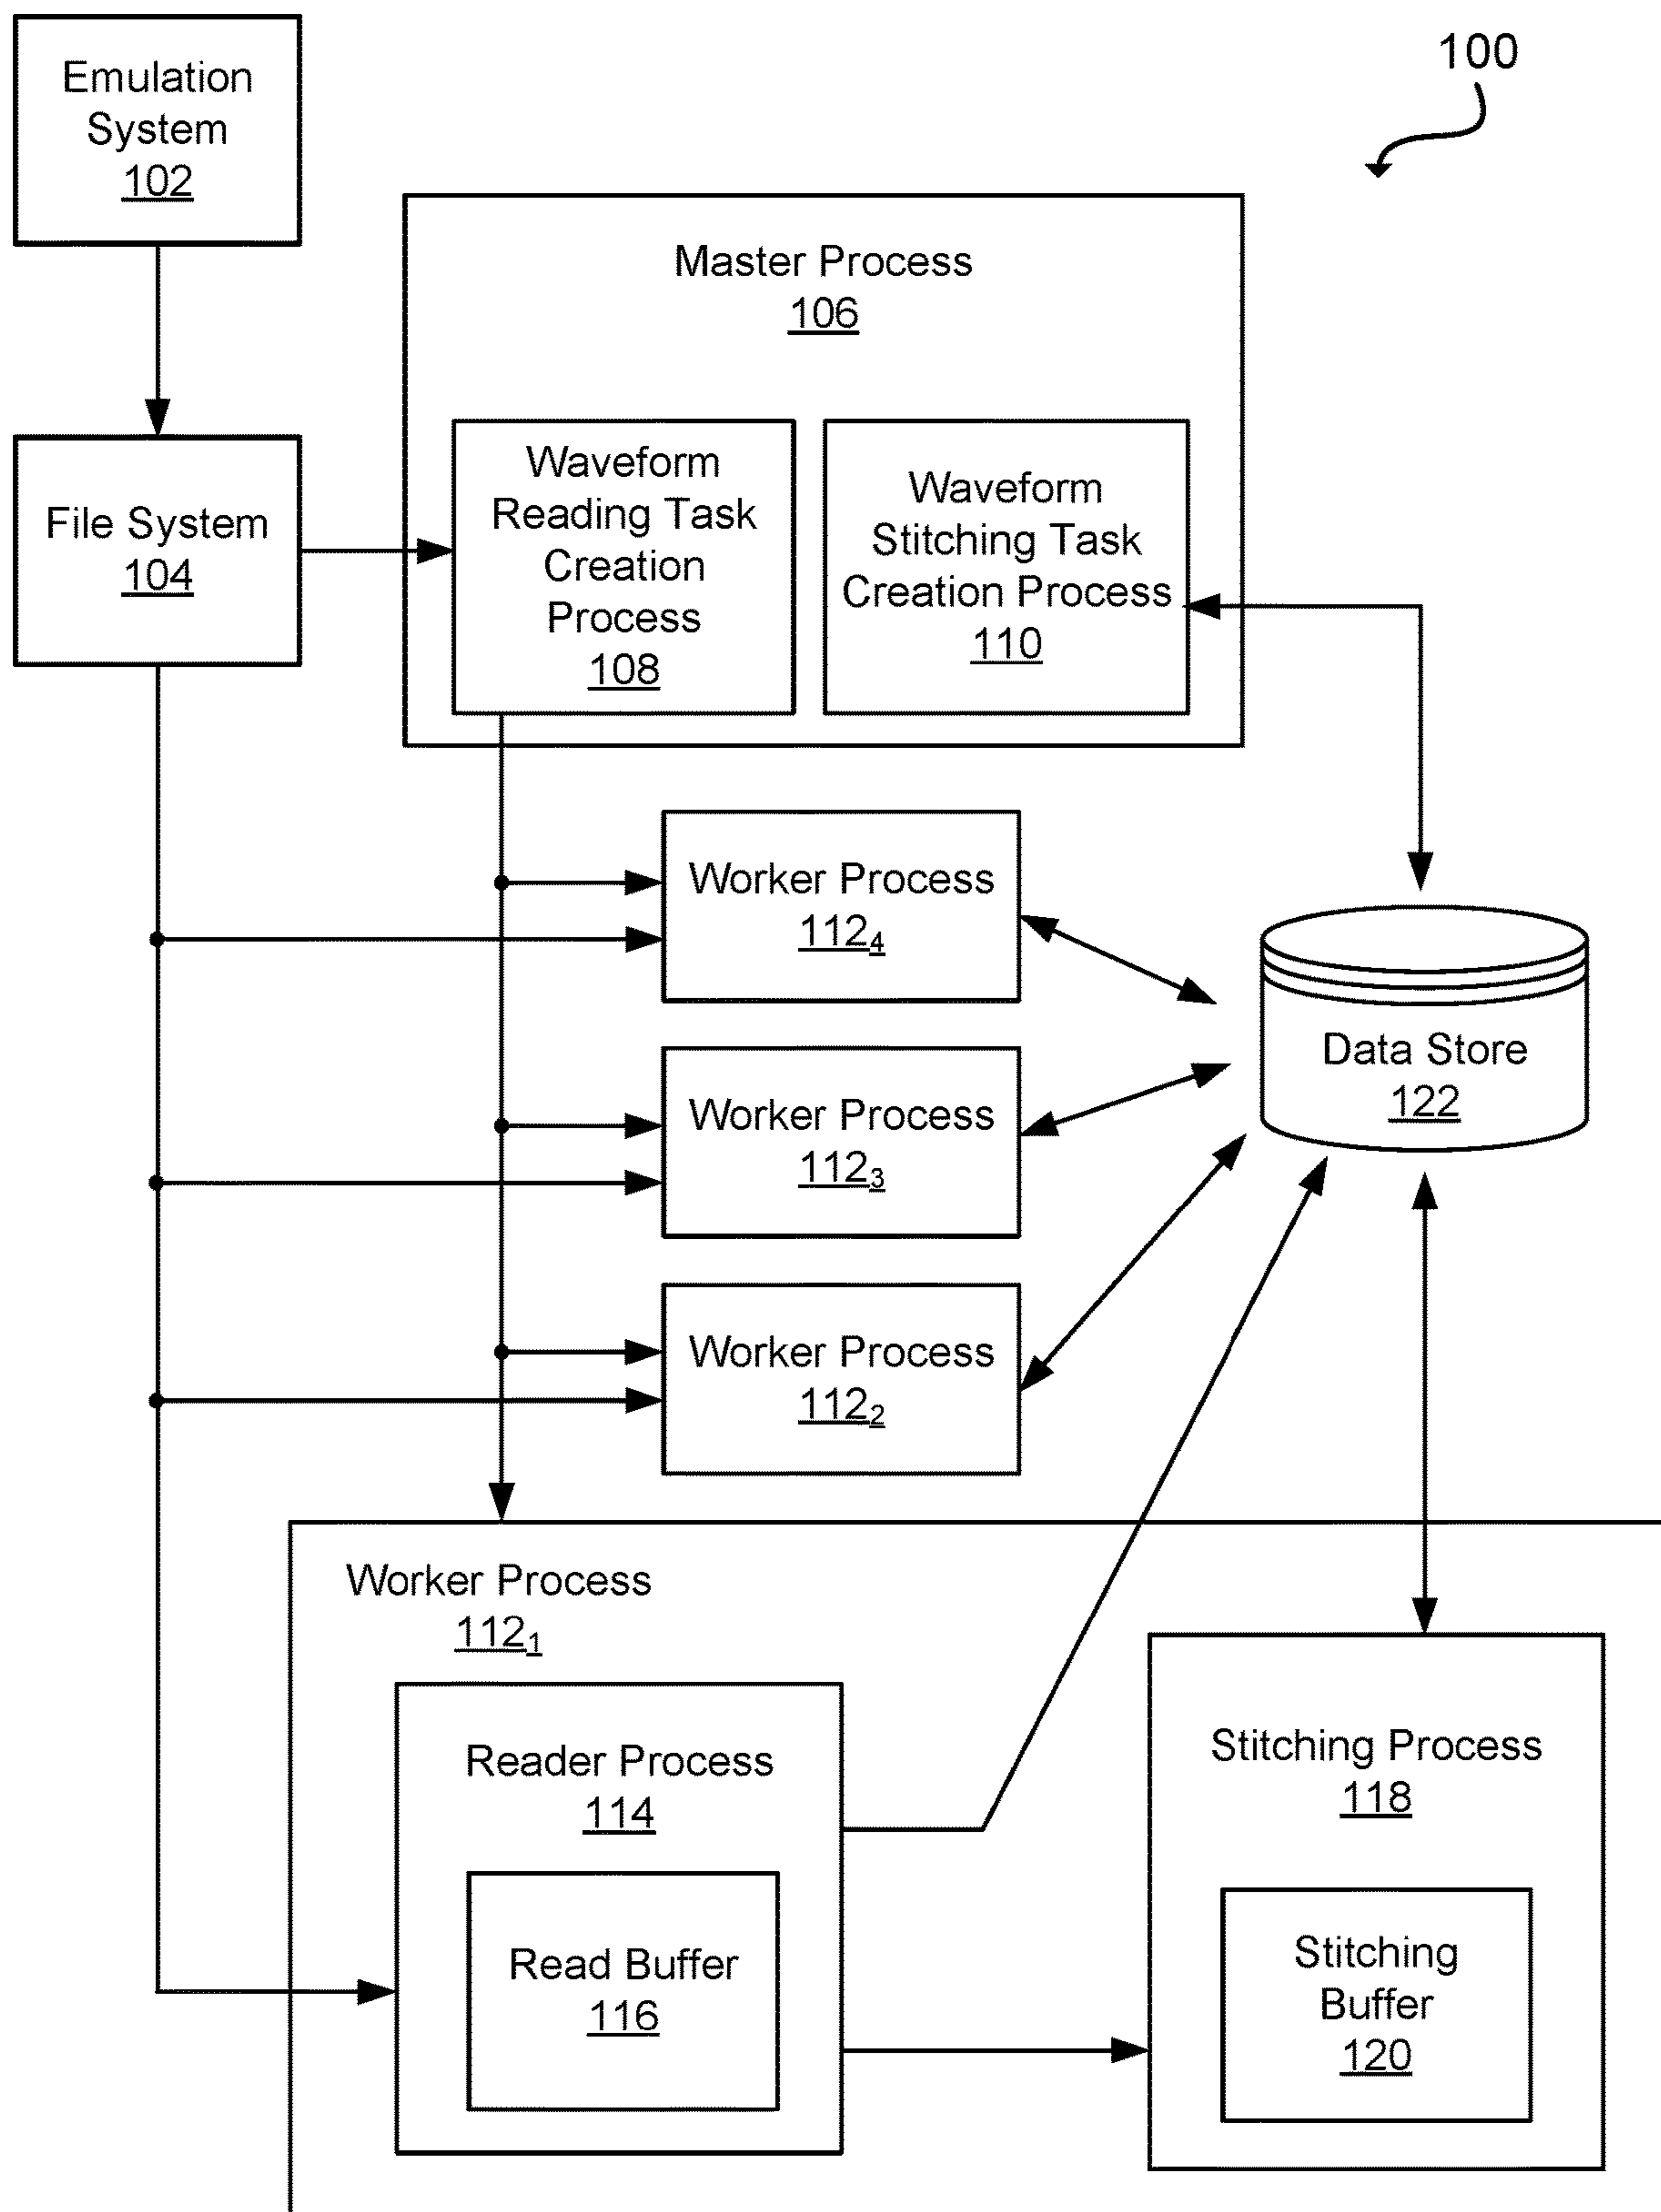 Emulation
System
102
100
Master Process
106
File System
104
Waveform
Reading Task
Creation
Process
108
Waveform
Stitching Task
Creation Process
110
Worker Process
112₄
Data Store
122
Worker Process
112₃
Worker Process
112₂
Worker Process
112₁
Reader Process
114
Read Buffer
116
Stitching Process
118
Stitching
Buffer
120